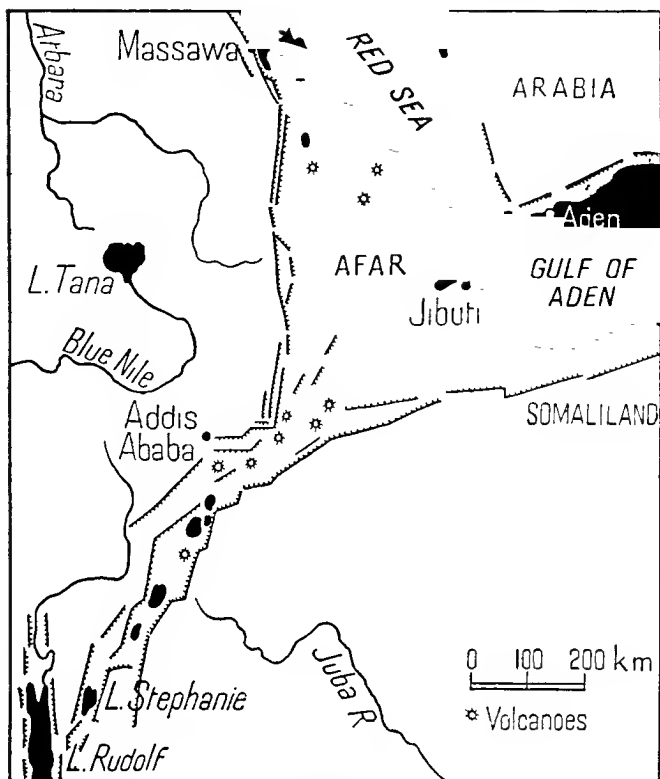 Massawa
Atbara
RED SEA
ARABIA
Aden
L.Tana
AFAR
GULF OF
ADEN
Jibuti
Blue Nile
Addis
Ababa
SOMALILAND
Juba R
0 100 200 km
Volcanoes
L.Stephanie
L.Rudolf